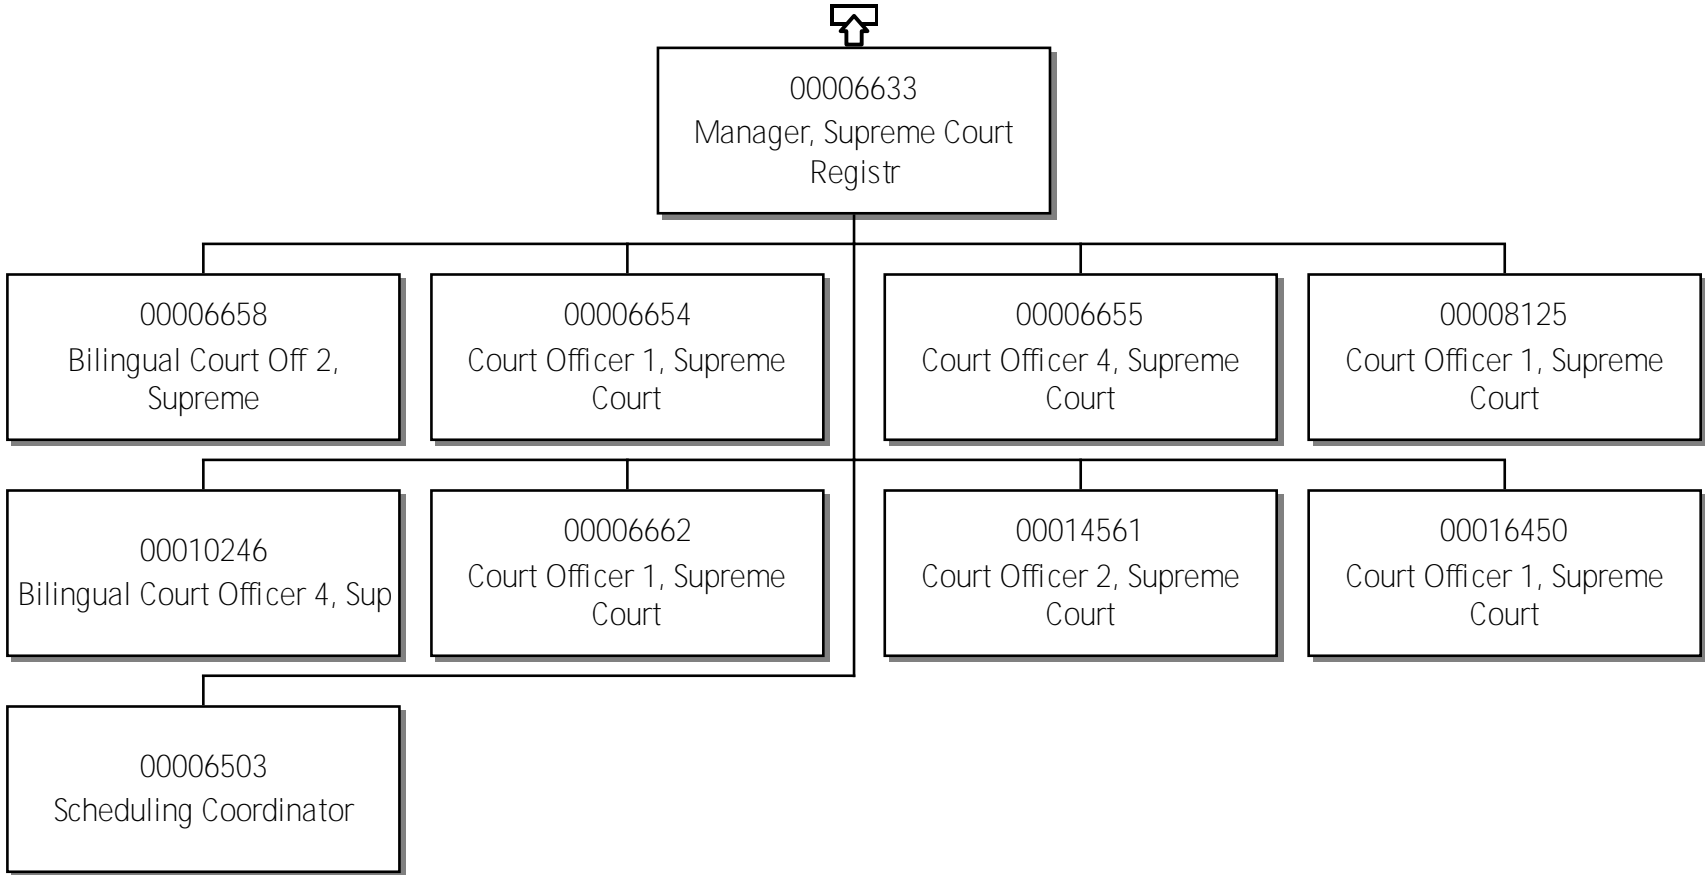 00006633
Manager, Supreme Court
Registr
00006658
Bilingual Court Off 2,
Supreme
00006654
Court Officer 1, Supreme
Court
00006655
Court Officer 4, Supreme
Court
00008125
Court Officer 1, Supreme
Court
00010246
Bilingual Court Officer 4, Sup
00006662
Court Officer 1, Supreme
Court
00014561
Court Officer 2, Supreme
Court
00016450
Court Officer 1, Supreme
Court
00006503
Scheduling Coordinator